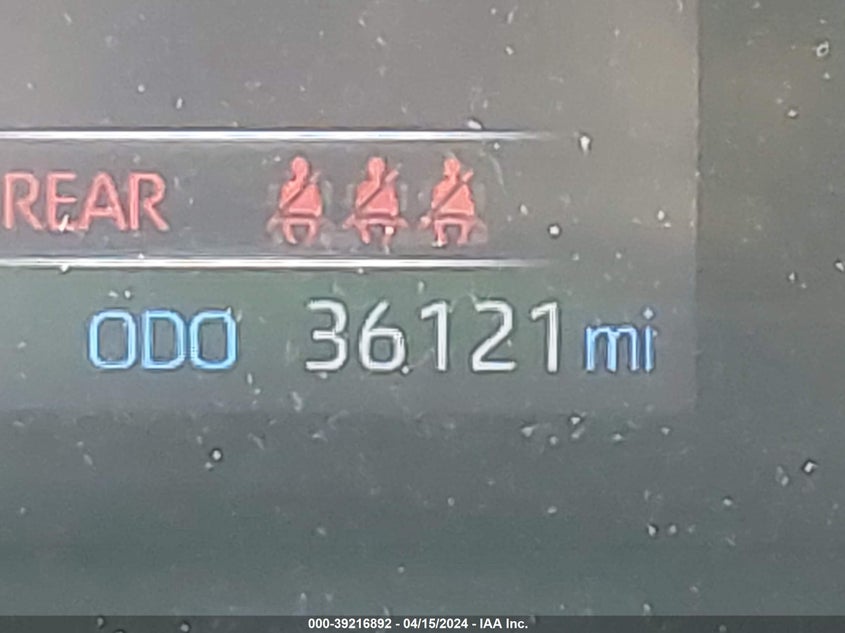 REAR
ODO 36121 mi
000-39216892 - 04/15/2024 - IAA Inc.